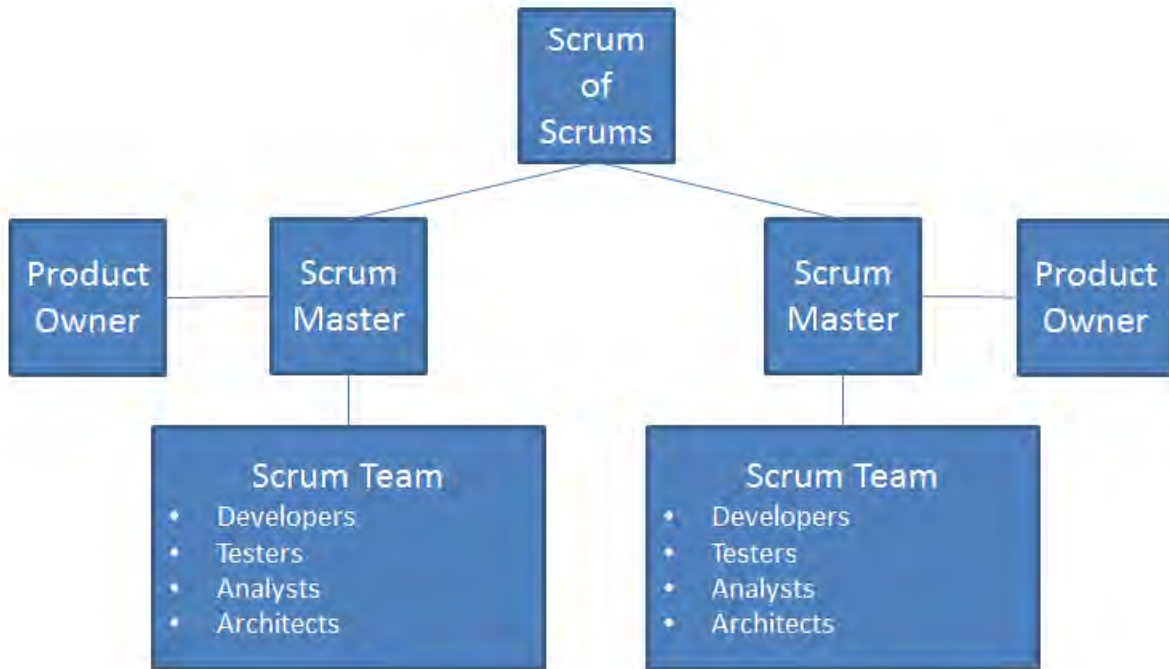 Scrum
of
Scrums
Product
Owner
Scrum
Master
Scrum
Master
Product
Owner
Scrum Team
• Developers
• Testers
• Analysts
• Architects
Scrum Team
• Developers
• Testers
• Analysts
• Architects